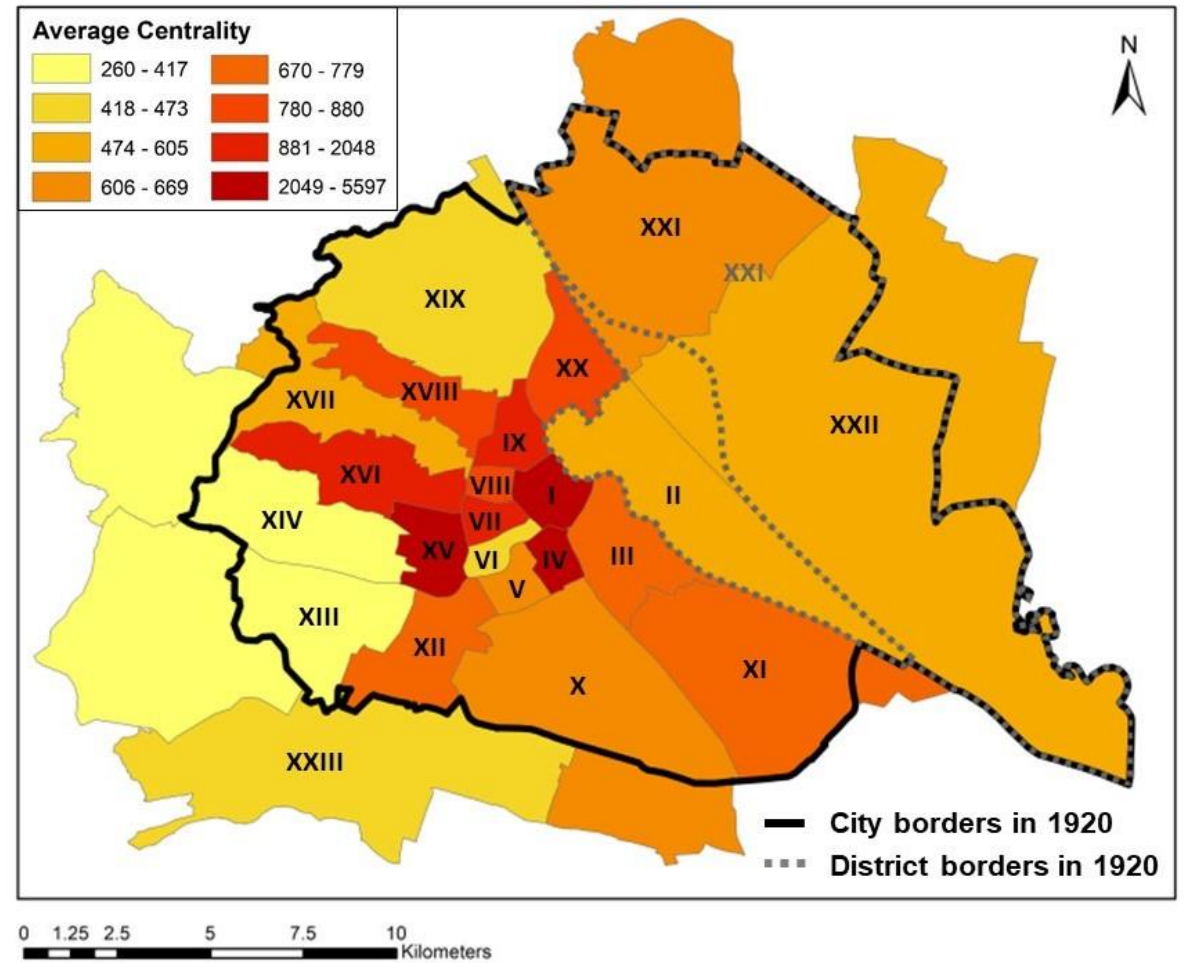 Average Centrality
260 - 417
670 - 779
418 - 473
780 - 880
474 - 605
881 - 2048
606 - 669
2049 - 5597
N
XXI
XXI
XIX
XX
XVIII
XVII
XXII
IX
XVI
VIII
I
II
XIV
VII
XV
VI
IV
III
V
XIII
XII
XI
X
XXIII
City borders in 1920
District borders in 1920
0 1.25 2.5 5 7.5 10
Kilometers